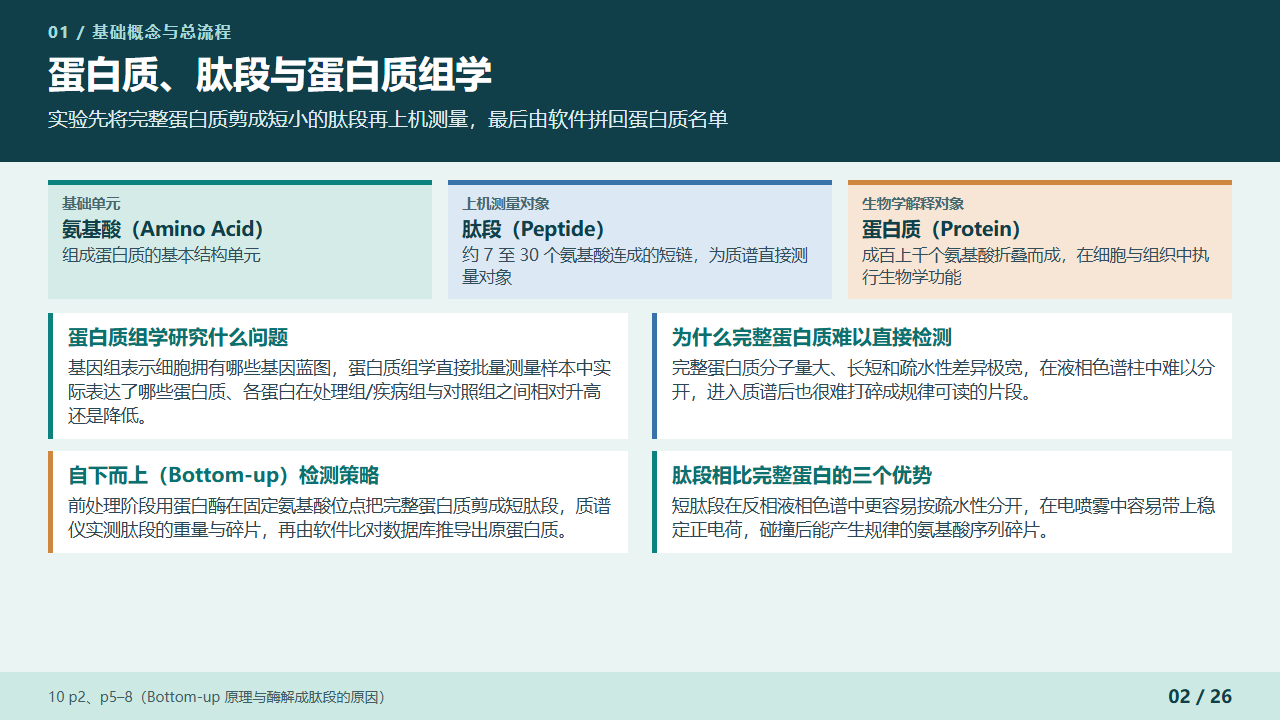 01 / 基础概念与总流程
蛋白质、肽段与蛋白质组学
实验先将完整蛋白质剪成短小的肽段再上机测量，最后由软件拼回蛋白质名单
基础单元
氨基酸（Amino Acid）
组成蛋白质的基本结构单元
上机测量对象
肽段（Peptide）
约 7 至 30 个氨基酸连成的短链，为质谱直接测
量对象
生物学解释对象
蛋白质（Protein）
成百上千个氨基酸折叠而成，在细胞与组织中执
行生物学功能
蛋白质组学研究什么问题
基因组表示细胞拥有哪些基因蓝图，蛋白质组学直接批量测量样本中实
际表达了哪些蛋白质、各蛋白在处理组/疾病组与对照组之间相对升高
还是降低。
为什么完整蛋白质难以直接检测
完整蛋白质分子量大、长短和疏水性差异极宽，在液相色谱柱中难以分
开，进入质谱后也很难打碎成规律可读的片段。
自下而上（Bottom-up）检测策略
前处理阶段用蛋白酶在固定氨基酸位点把完整蛋白质剪成短肽段，质谱
仪实测肽段的重量与碎片，再由软件比对数据库推导出原蛋白质。
肽段相比完整蛋白的三个优势
短肽段在反相液相色谱中更容易按疏水性分开，在电喷雾中容易带上稳
定正电荷，碰撞后能产生规律的氨基酸序列碎片。
10 p2、p5–8（Bottom-up 原理与酶解成肽段的原因）
02 / 26